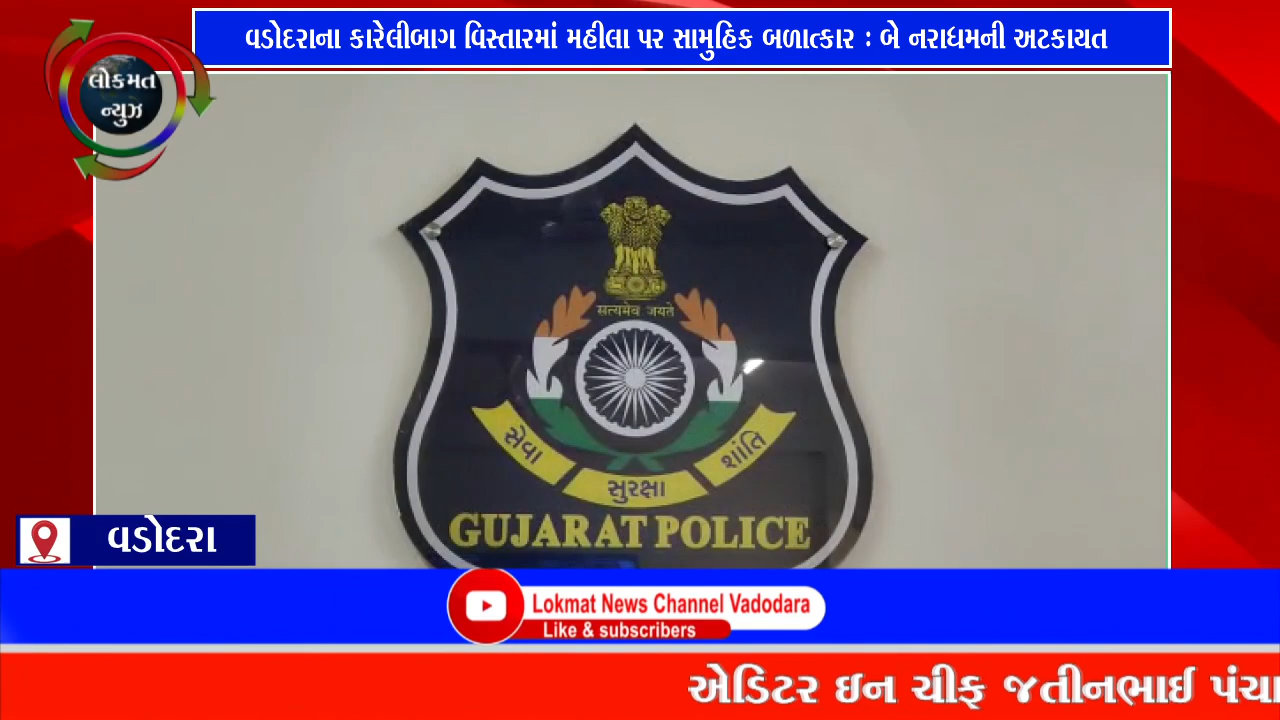 વડોદરાના કારેલીબાગ વિસ્તારમાં મહીલા પર સામુહિક બળાત્કાર : બે નરાધમની અટકાયત
લોકમત
ન્યુઝ
सत्यमेव जयते
સેવા
સુરક્ષા
શાંતિ
GUJARAT POLICE
વડોદરા
Lokmat News Channel Vadodara
Like & subscribers
એડિટર ઇન ચીફ જતીનભાઈ પંચા